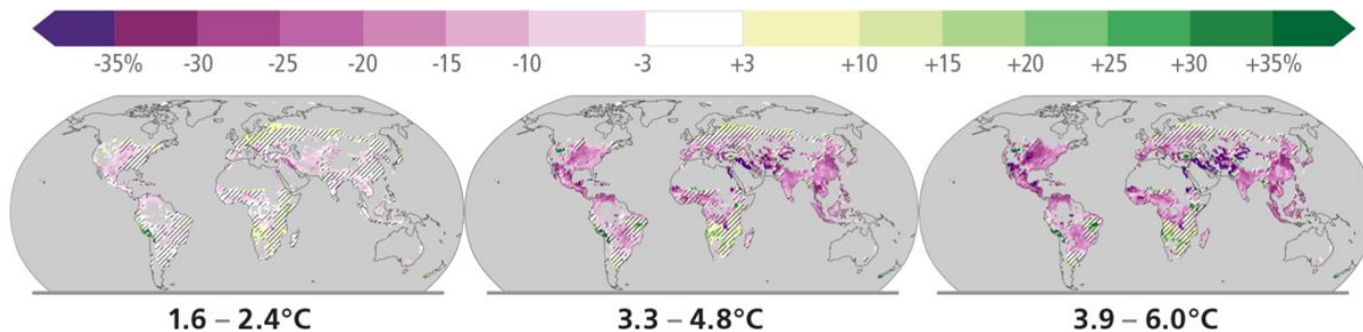 -35% -30 -25 -20 -15 -10 -3 +3 +10 +15 +20 +25 +30 +35%
1.6 – 2.4°C 3.3 – 4.8°C 3.9 – 6.0°C